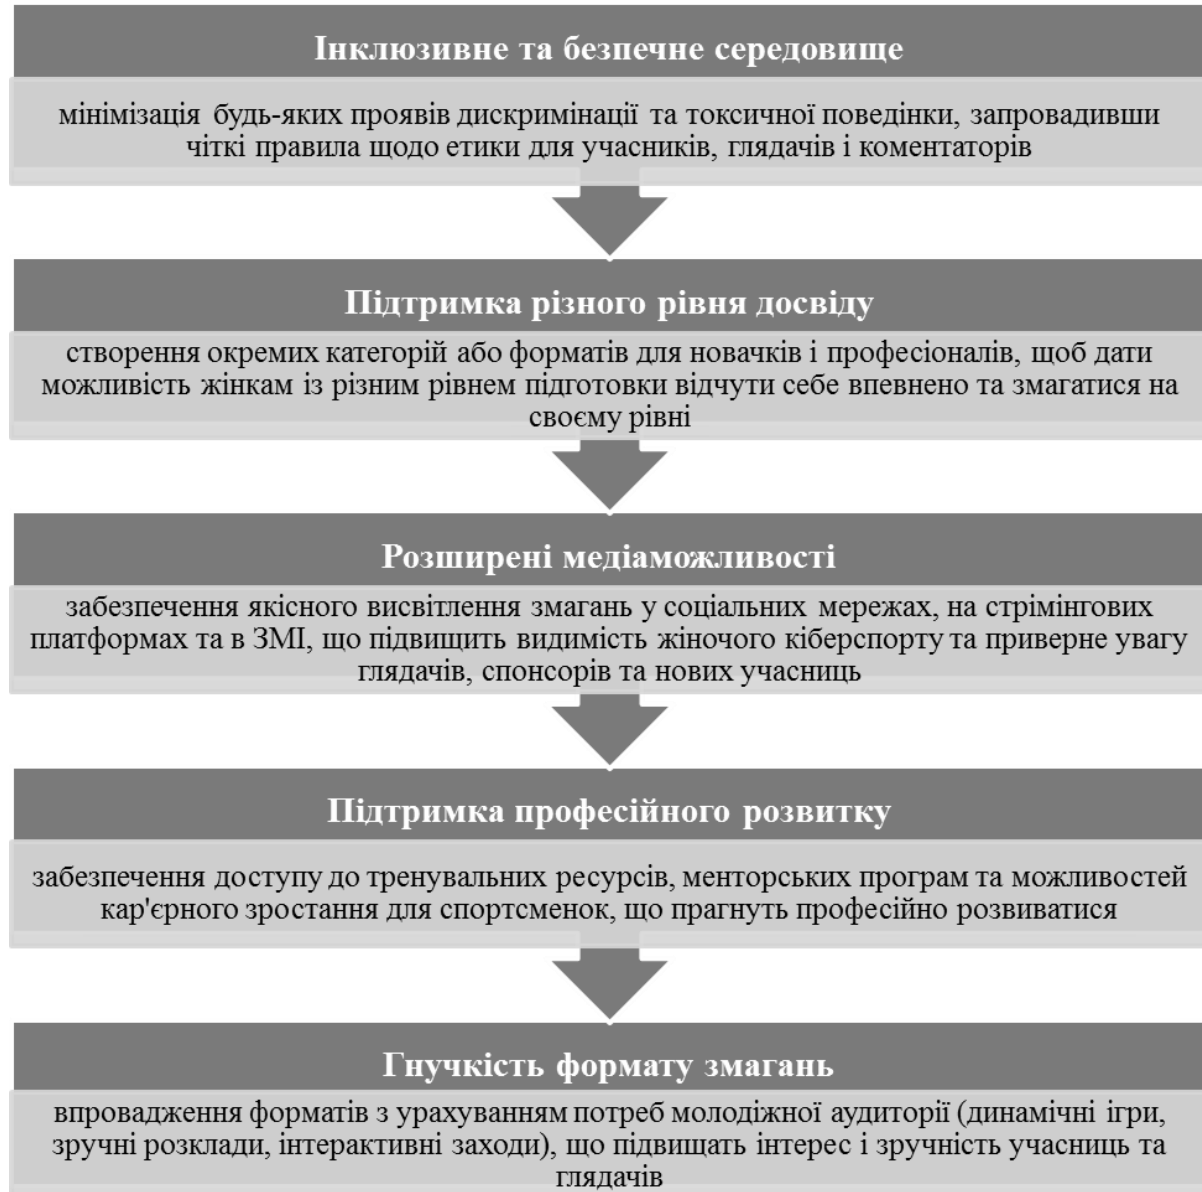 Інклюзивне та безпечне середовище
мінімізація будь-яких проявів дискримінації та токсичної поведінки, запровадивши
чіткі правила щодо етики для учасників, глядачів і коментаторів
Підтримка різного рівня досвіду
створення окремих категорій або форматів для новачків і професіоналів, щоб дати
можливість жінкам із різним рівнем підготовки відчути себе впевнено та змагатися на
своєму рівні
Розширені медіаможливості
забезпечення якісного висвітлення змагань у соціальних мережах, на стрімінгових
платформах та в ЗМІ, що підвищить видимість жіночого кіберспорту та приверне увагу
глядачів, спонсорів та нових учасниць
Підтримка професійного розвитку
забезпечення доступу до тренувальних ресурсів, менторських програм та можливостей
кар'єрного зростання для спортсменок, що прагнуть професійно розвиватися
Гнучкість формату змагань
впровадження форматів з урахуванням потреб молодіжної аудиторії (динамічні ігри,
зручні розклади, інтерактивні заходи), що підвищать інтерес і зручність учасниць та
глядачів